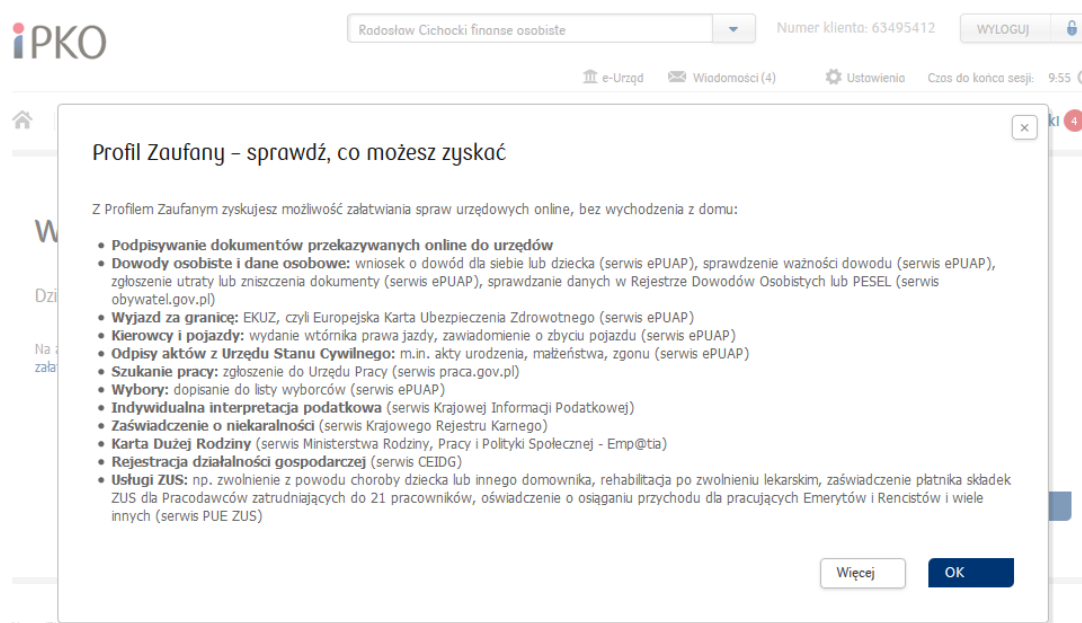 iPKO
Radosław Cichocki finanse osobiste
Numer klienta: 63495412
WYLOGUJ
e-Urząd
Wiadomości (4)
Ustawienia
Czas do końca sesji: 9:55
ki 4
Profil Zaufany – sprawdź, co możesz zyskać
Z Profilem Zaufanym zyskujesz możliwość załatwiania spraw urzędowych online, bez wychodzenia z domu:
• Podpisywanie dokumentów przekazywanych online do urzędów
• Dowody osobiste i dane osobowe: wniosek o dowód dla siebie lub dziecka (serwis ePUAP), sprawdzenie ważności dowodu (serwis ePUAP),
zgłoszenie utraty lub zniszczenia dokumenty (serwis ePUAP), sprawdzanie danych w Rejestrze Dowodów Osobistych lub PESEL (serwis
obywatel.gov.pl)
• Wyjazd za granicę: EKUZ, czyli Europejska Karta Ubezpieczenia Zdrowotnego (serwis ePUAP)
• Kierowcy i pojazdy: wydanie wtórnika prawa jazdy, zawiadomienie o zbyciu pojazdu (serwis ePUAP)
• Odpisy aktów z Urzędu Stanu Cywilnego: m.in. akty urodzenia, małżeństwa, zgonu (serwis ePUAP)
• Szukanie pracy: zgłoszenie do Urzędu Pracy (serwis praca.gov.pl)
• Wybory: dopisanie do listy wyborców (serwis ePUAP)
• Indywidualna interpretacja podatkowa (serwis Krajowej Informacji Podatkowej)
• Zaświadczenie o niekaralności (serwis Krajowego Rejestru Karnego)
• Karta Dużej Rodziny (serwis Ministerstwa Rodziny, Pracy i Polityki Społecznej - Emp@tia)
• Rejestracja działalności gospodarczej (serwis CEIDG)
• Usługi ZUS: np. zwolnienie z powodu choroby dziecka lub innego domownika, rehabilitacja po zwolnieniu lekarskim, zaświadczenie płatnika składek
ZUS dla Pracodawców zatrudniających do 21 pracowników, oświadczenie o osiąganiu przychodu dla pracujących Emerytów i Rencistów i wiele
innych (serwis PUE ZUS)
W
Dzi
Na
zała
Więcej
OK